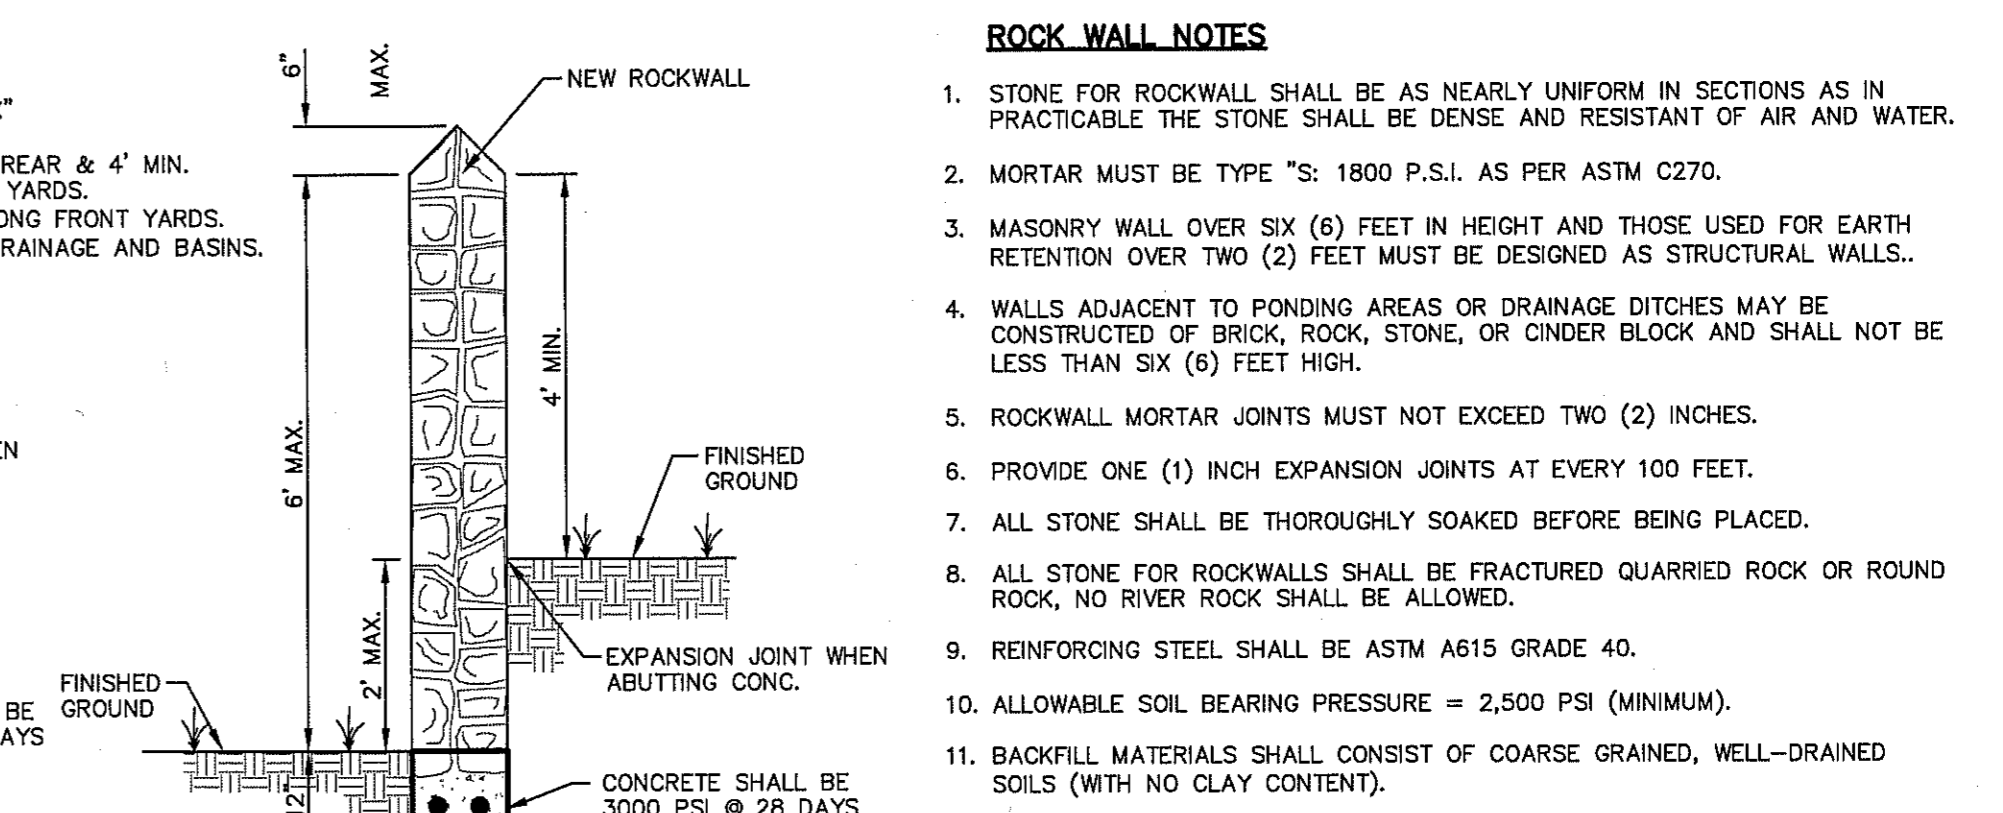 6"
MAX.
NEW ROCKWALL
REAR & 4' MIN.
YARDS.
FRONT YARDS.
AND BASINS.
6' MAX.
4' MIN.
FINISHED
GROUND
2' MAX.
EXPANSION JOINT WHEN
ABUTTING CONC.
FINISHED
GROUND
BE
12"
CONCRETE SHALL BE
3000 PSI @ 28 DAYS
ROCK WALL NOTES
1. STONE FOR ROCKWALL SHALL BE AS NEARLY UNIFORM IN SECTIONS AS IN
PRACTICABLE THE STONE SHALL BE DENSE AND RESISTANT OF AIR AND WATER.
2. MORTAR MUST BE TYPE "S: 1800 P.S.I. AS PER ASTM C270.
3. MASONRY WALL OVER SIX (6) FEET IN HEIGHT AND THOSE USED FOR EARTH
RETENTION OVER TWO (2) FEET MUST BE DESIGNED AS STRUCTURAL WALLS..
4. WALLS ADJACENT TO PONDING AREAS OR DRAINAGE DITCHES MAY BE
CONSTRUCTED OF BRICK, ROCK, STONE, OR CINDER BLOCK AND SHALL NOT BE
LESS THAN SIX (6) FEET HIGH.
5. ROCKWALL MORTAR JOINTS MUST NOT EXCEED TWO (2) INCHES.
6. PROVIDE ONE (1) INCH EXPANSION JOINTS AT EVERY 100 FEET.
7. ALL STONE SHALL BE THOROUGHLY SOAKED BEFORE BEING PLACED.
8. ALL STONE FOR ROCKWALLS SHALL BE FRACTURED QUARRIED ROCK OR ROUND
ROCK, NO RIVER ROCK SHALL BE ALLOWED.
9. REINFORCING STEEL SHALL BE ASTM A615 GRADE 40.
10. ALLOWABLE SOIL BEARING PRESSURE = 2,500 PSI (MINIMUM).
11. BACKFILL MATERIALS SHALL CONSIST OF COARSE GRAINED, WELL-DRAINED
SOILS (WITH NO CLAY CONTENT).